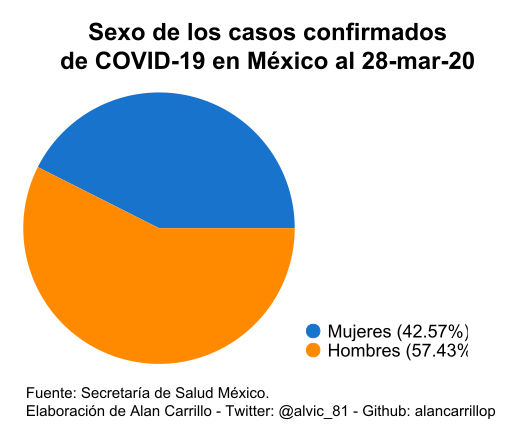 Sexo de los casos confirmados
de COVID-19 en México al 28-mar-20
Mujeres (42.57%)
Hombres (57.43%
Fuente: Secretaría de Salud México.
Elaboración de Alan Carrillo - Twitter: @alvic_81 - Github: alancarrillop